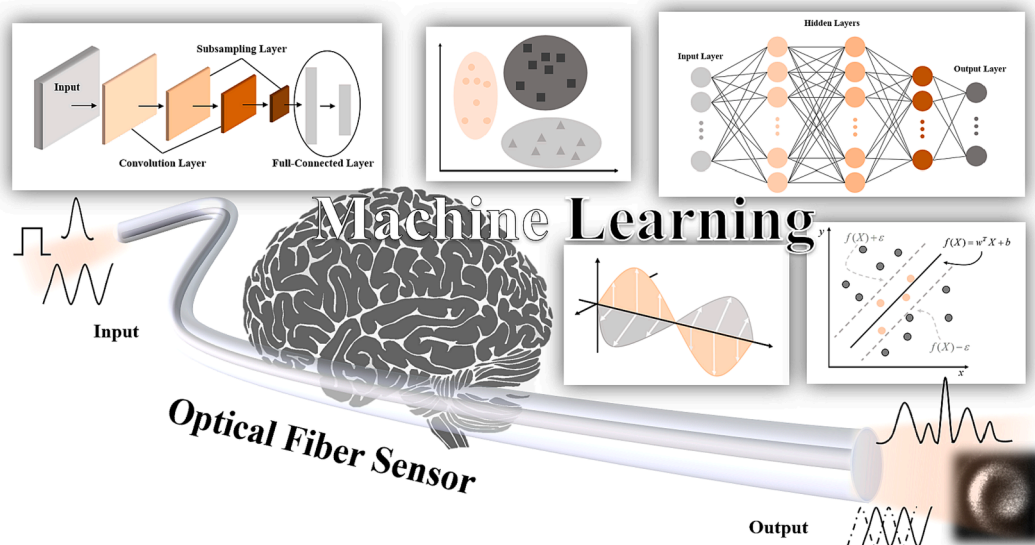 Subsampling Layer
Input
Convolution Layer
Full-Connected Layer
Hidden Layers
Input Layer
Output Layer
Machine Learning
y
f(X)+ε
f(X)=wᵀX+b
f(X)−ε
x
Input
Optical Fiber Sensor
Output